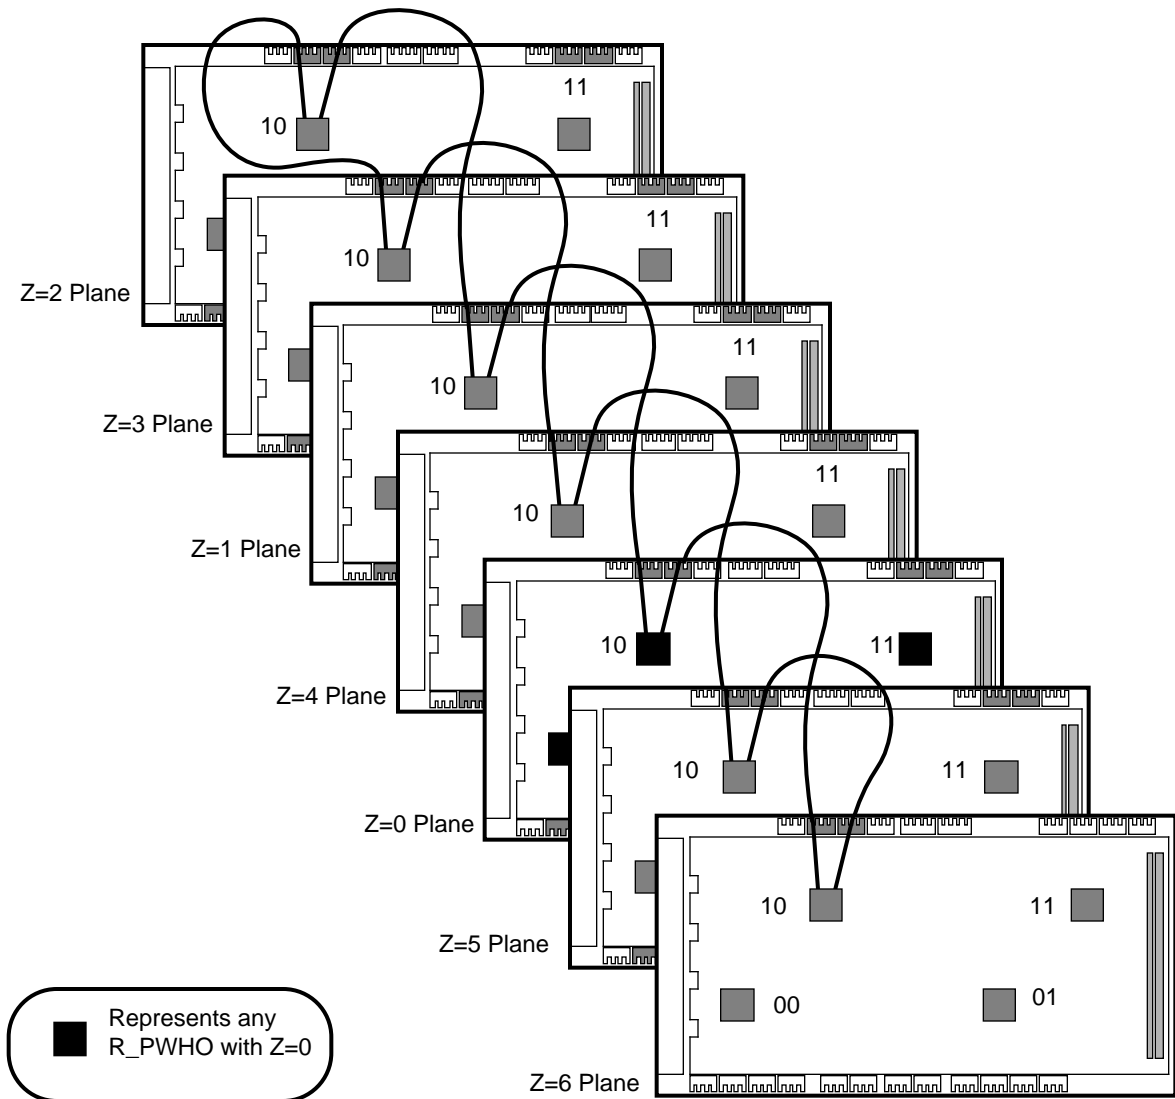 11
10
Z=2 Plane
11
10
Z=3 Plane
11
10
Z=1 Plane
11
10
Z=4 Plane
10
11
Z=0 Plane
10
11
Z=5 Plane
10
11
00
01
Z=6 Plane
Represents any
R_PWHO with Z=0